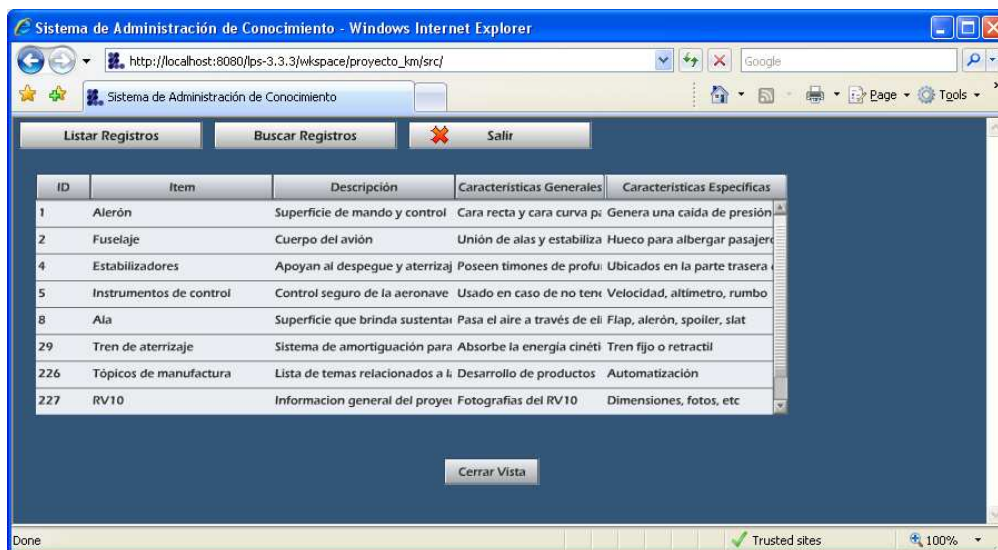 Sistema de Administración de Conocimiento - Windows Internet Explorer
http://localhost:8080/lps-3.3.3/wkspace/proyecto_km/src/
Google
Sistema de Administración de Conocimiento
Page
Tools
Listar Registros Buscar Registros Salir
ID Item Descripción Características Generales Características Específicas
1 Alerón Superficie de mando y control Cara recta y cara curva pa Genera una caída de presión
2 Fuselaje Cuerpo del avión Unión de alas y estabiliza Hueco para albergar pasajero
4 Estabilizadores Apoyan al despegue y aterrizaj Poseen timones de profu Ubicados en la parte trasera
5 Instrumentos de control Control seguro de la aeronave Usado en caso de no tene Velocidad, altímetro, rumbo
8 Ala Superficie que brinda sustenta Pasa el aire a través de el Flap, alerón, spoiler, slat
29 Tren de aterrizaje Sistema de amortiguación para Absorbe la energía cinéti Tren fijo o retractil
226 Tópicos de manufactura Lista de temas relacionados a l Desarrollo de productos Automatización
227 RV10 Informacion general del proye Fotografías del RV10 Dimensiones, fotos, etc
Cerrar Vista
Done Trusted sites 100%